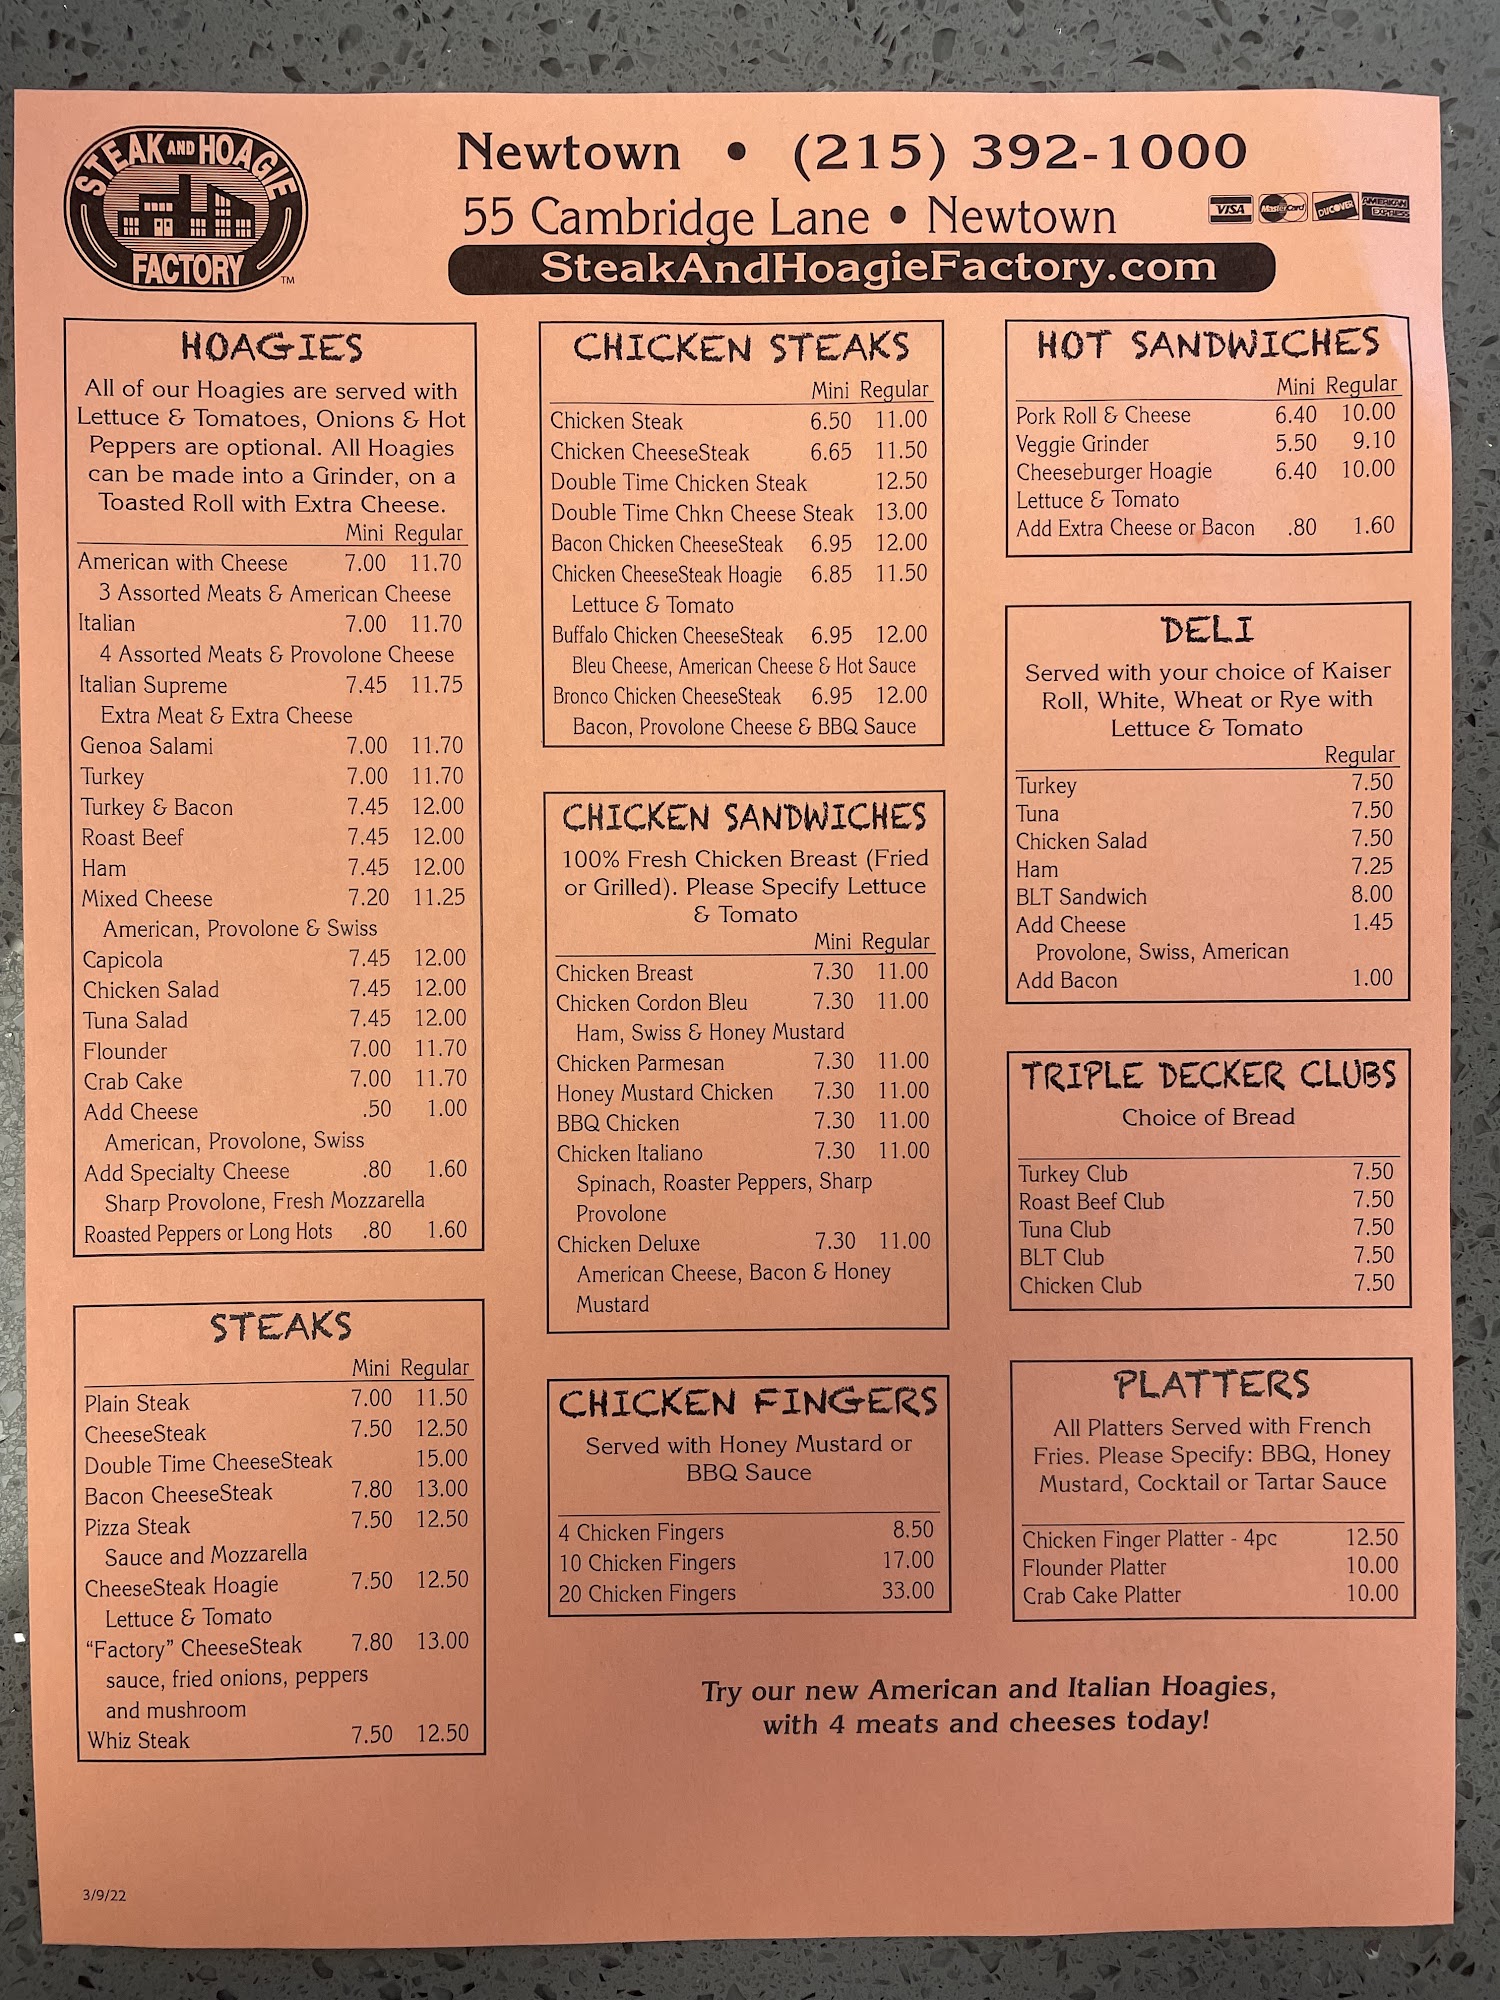 STEAK AND HOAGIE
FACTORY
TM
Newtown • (215) 392-1000
55 Cambridge Lane • Newtown
VISA MasterCard DISCOVER AMERICAN EXPRESS
SteakAndHoagieFactory.com
HOAGIES
All of our Hoagies are served with
Lettuce & Tomatoes, Onions & Hot
Peppers are optional. All Hoagies
can be made into a Grinder, on a
Toasted Roll with Extra Cheese.
Mini Regular
American with Cheese 7.00 11.70
3 Assorted Meats & American Cheese
Italian 7.00 11.70
4 Assorted Meats & Provolone Cheese
Italian Supreme 7.45 11.75
Extra Meat & Extra Cheese
Genoa Salami 7.00 11.70
Turkey 7.00 11.70
Turkey & Bacon 7.45 12.00
Roast Beef 7.45 12.00
Ham 7.45 12.00
Mixed Cheese 7.20 11.25
American, Provolone & Swiss
Capicola 7.45 12.00
Chicken Salad 7.45 12.00
Tuna Salad 7.45 12.00
Flounder 7.00 11.70
Crab Cake 7.00 11.70
Add Cheese .50 1.00
American, Provolone, Swiss
Add Specialty Cheese .80 1.60
Sharp Provolone, Fresh Mozzarella
Roasted Peppers or Long Hots .80 1.60
STEAKS
Mini Regular
Plain Steak 7.00 11.50
CheeseSteak 7.50 12.50
Double Time CheeseSteak 15.00
Bacon CheeseSteak 7.80 13.00
Pizza Steak 7.50 12.50
Sauce and Mozzarella
CheeseSteak Hoagie 7.50 12.50
Lettuce & Tomato
“Factory” CheeseSteak 7.80 13.00
sauce, fried onions, peppers
and mushroom
Whiz Steak 7.50 12.50
CHICKEN STEAKS
Mini Regular
Chicken Steak 6.50 11.00
Chicken CheeseSteak 6.65 11.50
Double Time Chicken Steak 12.50
Double Time Chkn Cheese Steak 13.00
Bacon Chicken CheeseSteak 6.95 12.00
Chicken CheeseSteak Hoagie 6.85 11.50
Lettuce & Tomato
Buffalo Chicken CheeseSteak 6.95 12.00
Bleu Cheese, American Cheese & Hot Sauce
Bronco Chicken CheeseSteak 6.95 12.00
Bacon, Provolone Cheese & BBQ Sauce
CHICKEN SANDWICHES
100% Fresh Chicken Breast (Fried
or Grilled). Please Specify Lettuce
& Tomato
Mini Regular
Chicken Breast 7.30 11.00
Chicken Cordon Bleu 7.30 11.00
Ham, Swiss & Honey Mustard
Chicken Parmesan 7.30 11.00
Honey Mustard Chicken 7.30 11.00
BBQ Chicken 7.30 11.00
Chicken Italiano 7.30 11.00
Spinach, Roaster Peppers, Sharp
Provolone
Chicken Deluxe 7.30 11.00
American Cheese, Bacon & Honey
Mustard
CHICKEN FINGERS
Served with Honey Mustard or
BBQ Sauce
4 Chicken Fingers 8.50
10 Chicken Fingers 17.00
20 Chicken Fingers 33.00
HOT SANDWICHES
Mini Regular
Pork Roll & Cheese 6.40 10.00
Veggie Grinder 5.50 9.10
Cheeseburger Hoagie 6.40 10.00
Lettuce & Tomato
Add Extra Cheese or Bacon .80 1.60
DELI
Served with your choice of Kaiser
Roll, White, Wheat or Rye with
Lettuce & Tomato
Regular
Turkey 7.50
Tuna 7.50
Chicken Salad 7.50
Ham 7.25
BLT Sandwich 8.00
Add Cheese 1.45
Provolone, Swiss, American
Add Bacon 1.00
TRIPLE DECKER CLUBS
Choice of Bread
Turkey Club 7.50
Roast Beef Club 7.50
Tuna Club 7.50
BLT Club 7.50
Chicken Club 7.50
PLATTERS
All Platters Served with French
Fries. Please Specify: BBQ, Honey
Mustard, Cocktail or Tartar Sauce
Chicken Finger Platter - 4pc 12.50
Flounder Platter 10.00
Crab Cake Platter 10.00
Try our new American and Italian Hoagies,
with 4 meats and cheeses today!
3/9/22